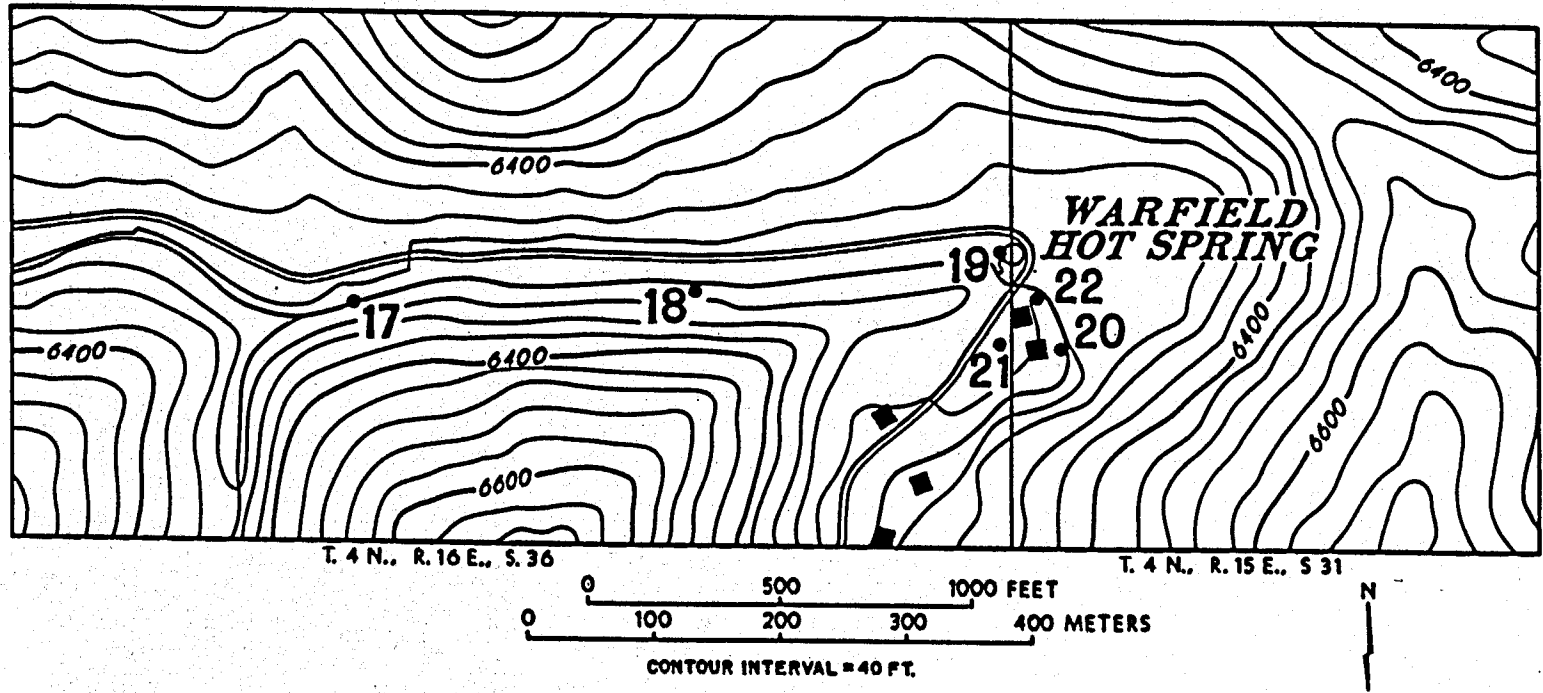 6400
6400
WARFIELD
HOT SPRING
19
22
17
18
20
21
6400
6400
6400
6600
6600
T. 4 N., R. 16 E., S. 36
T. 4 N., R. 15 E., S 31
0 500 1000 FEET
N
0 100 200 300 400 METERS
CONTOUR INTERVAL = 40 FT.